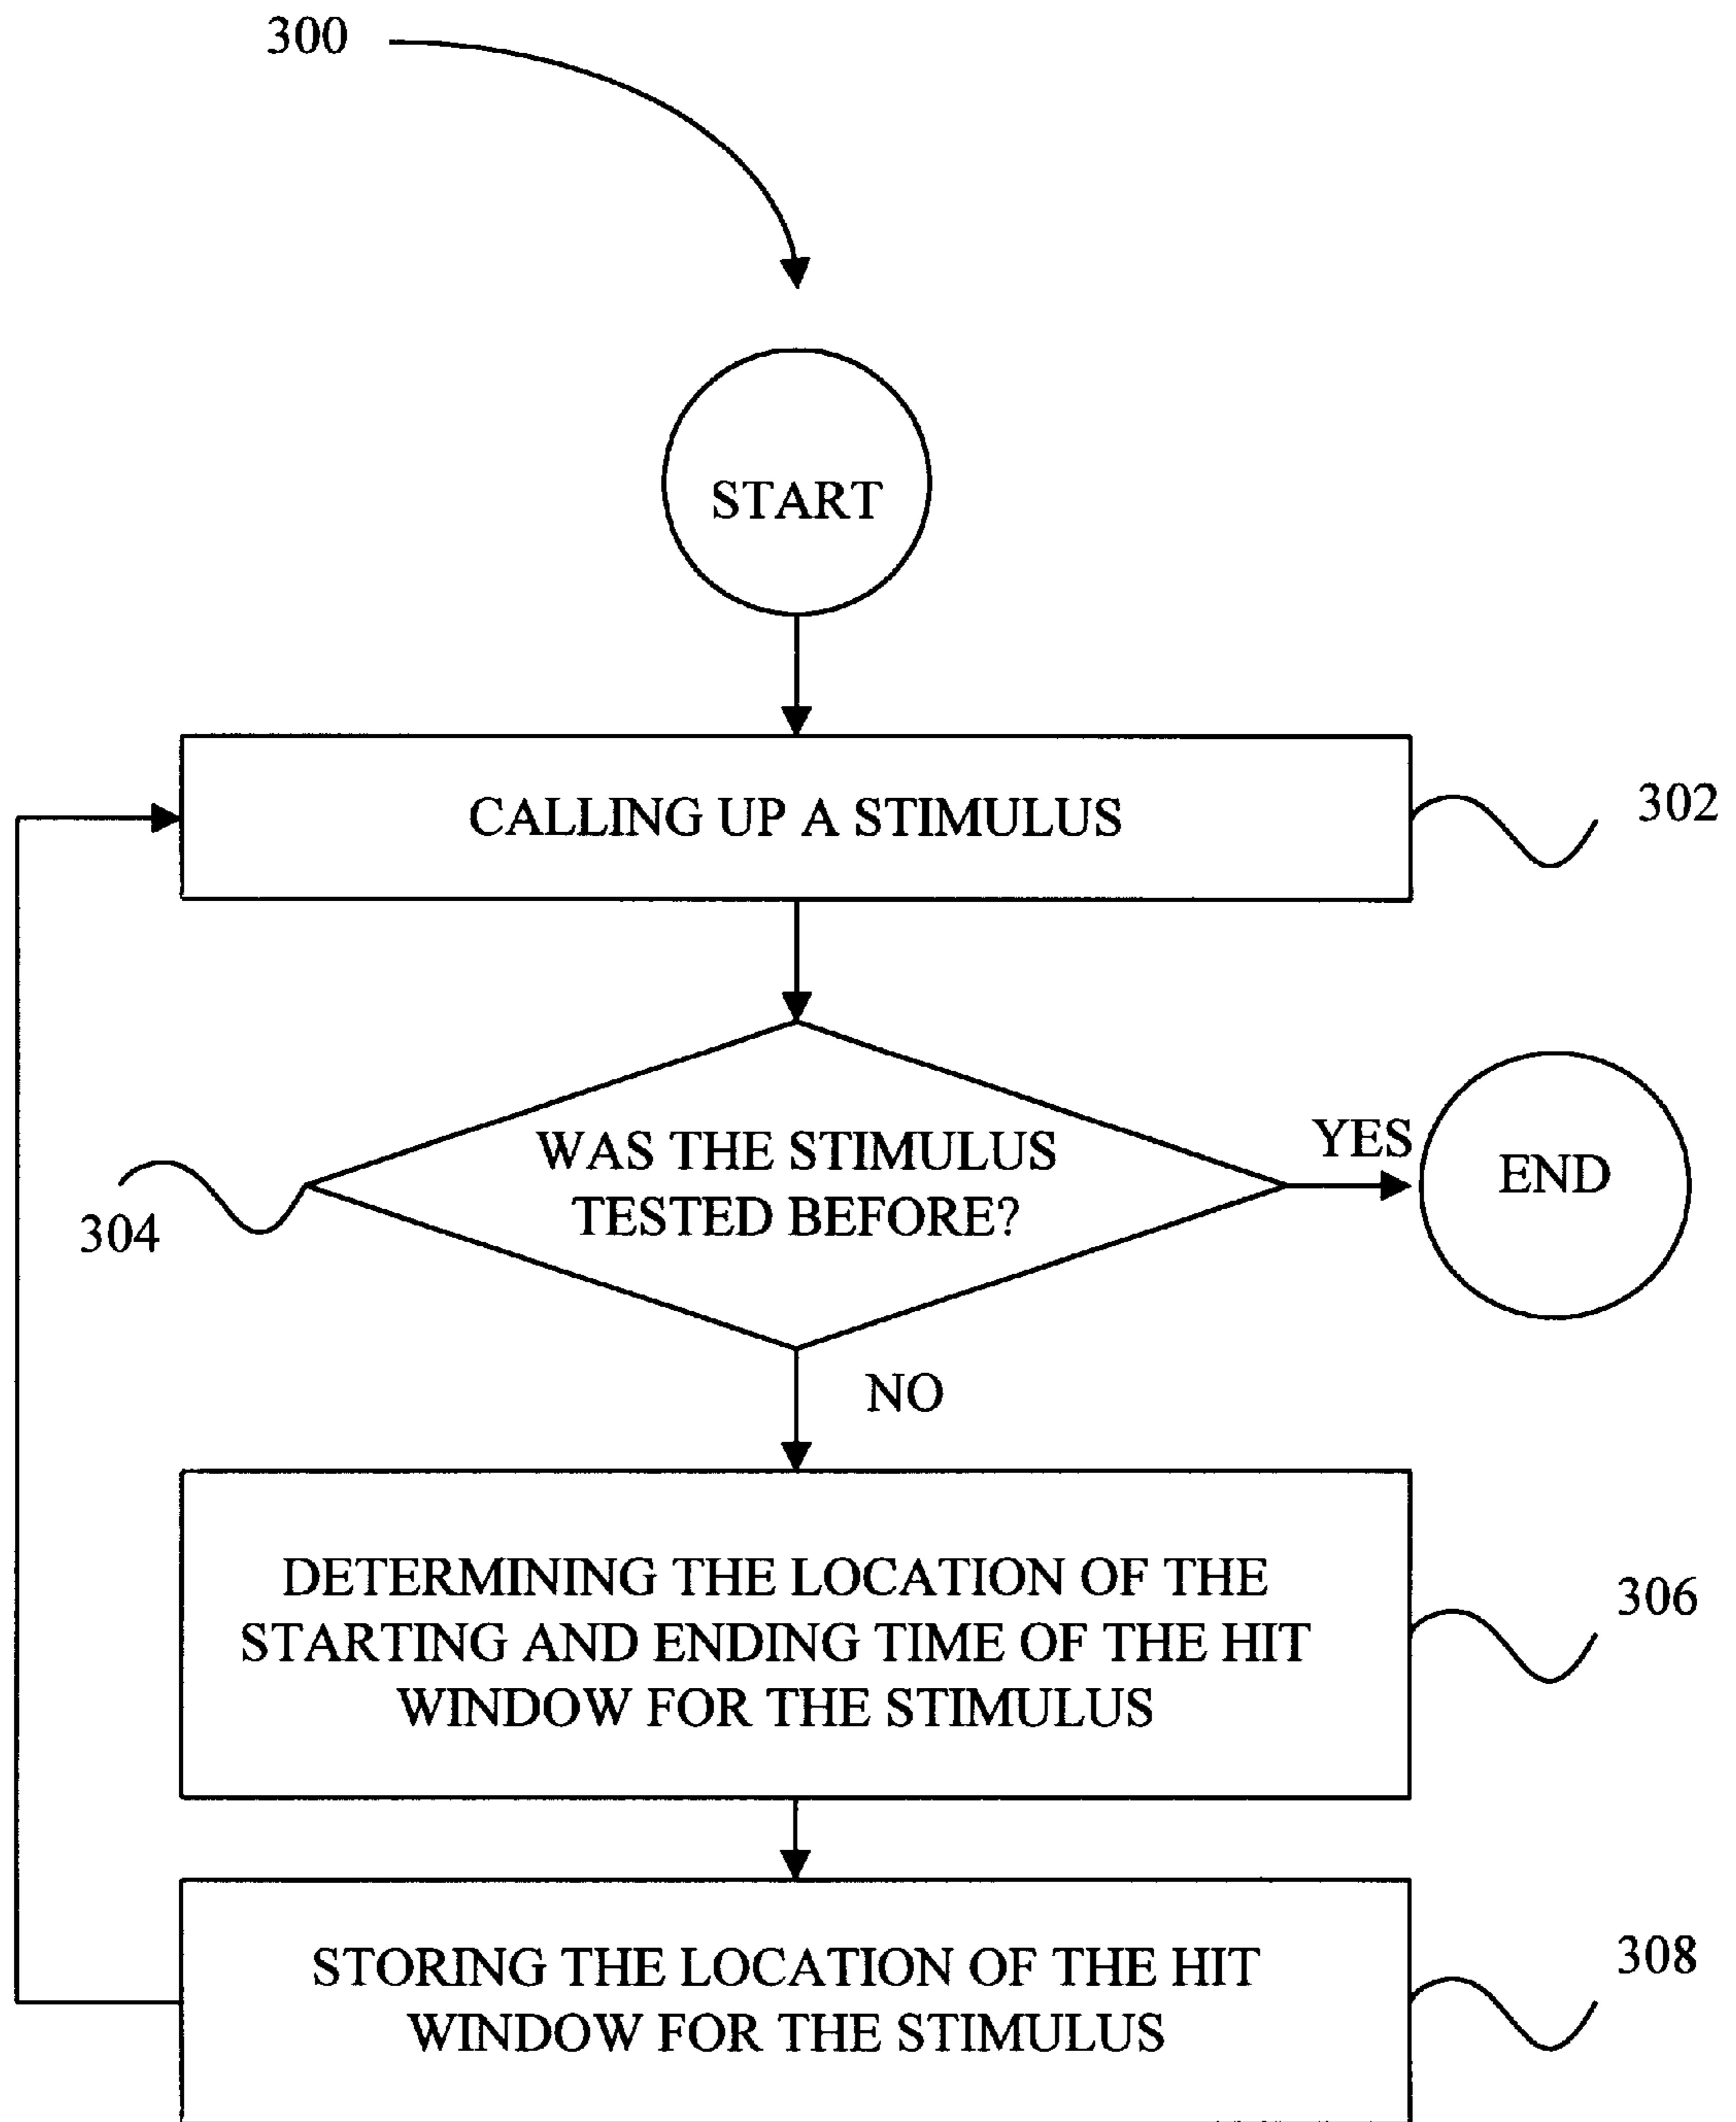 300
START
CALLING UP A STIMULUS
302
WAS THE STIMULUS
TESTED BEFORE?
YES
END
304
NO
DETERMINING THE LOCATION OF THE
STARTING AND ENDING TIME OF THE HIT
WINDOW FOR THE STIMULUS
306
STORING THE LOCATION OF THE HIT
WINDOW FOR THE STIMULUS
308